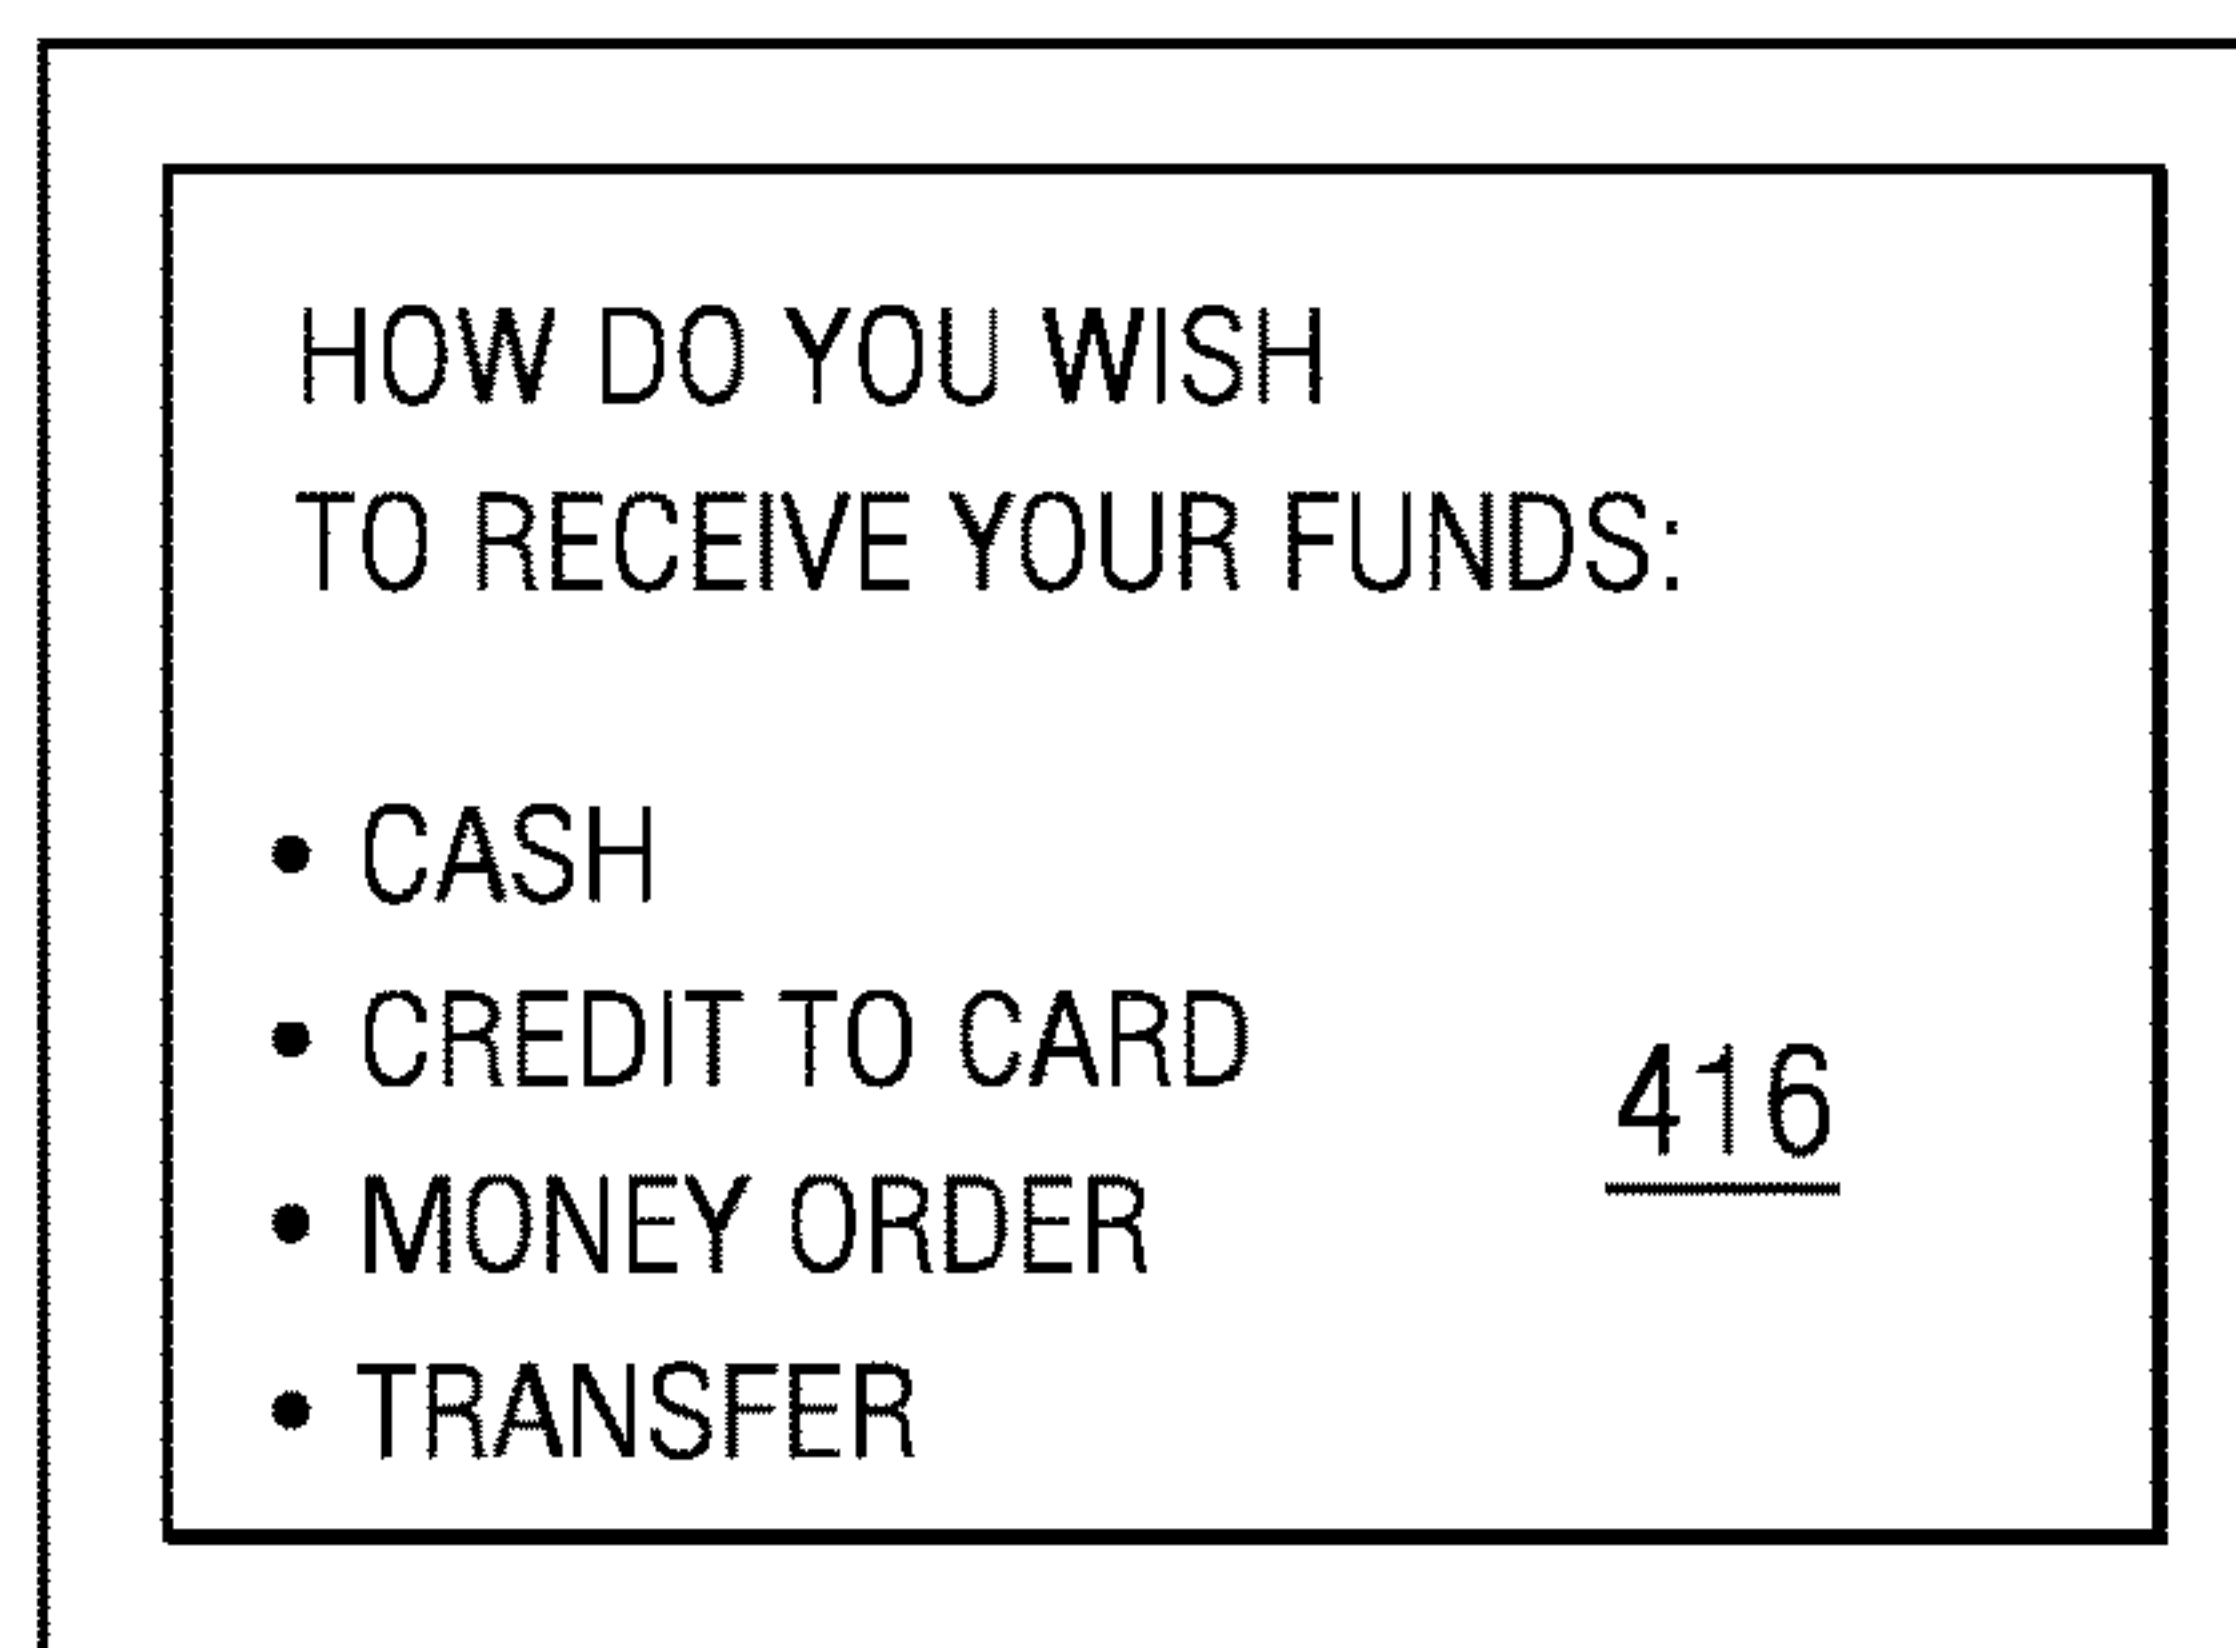 HOW DO YOU WISH
TO RECEIVE YOUR FUNDS:
• CASH
• CREDIT TO CARD
416
• MONEY ORDER
• TRANSFER